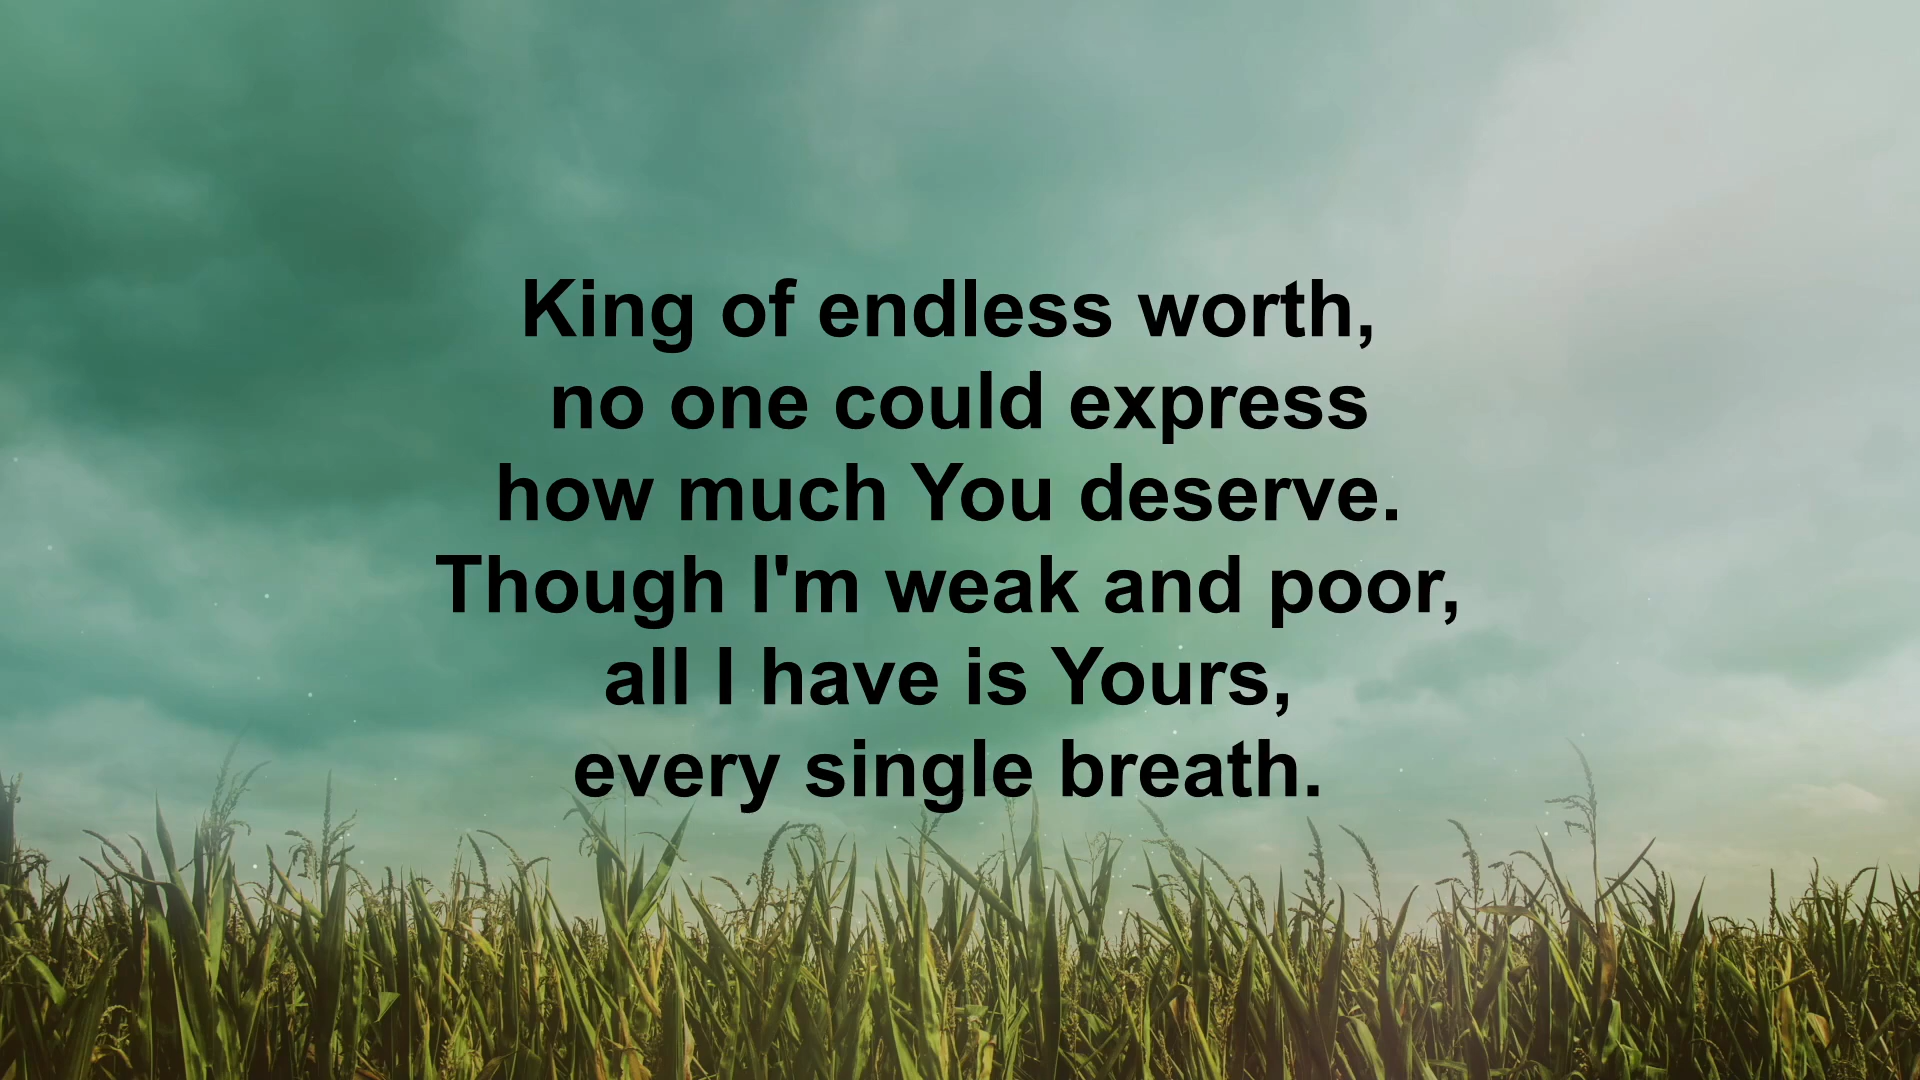 King of endless worth,
no one could express
how much You deserve.
Though I'm weak and poor,
all I have is Yours,
every single breath.